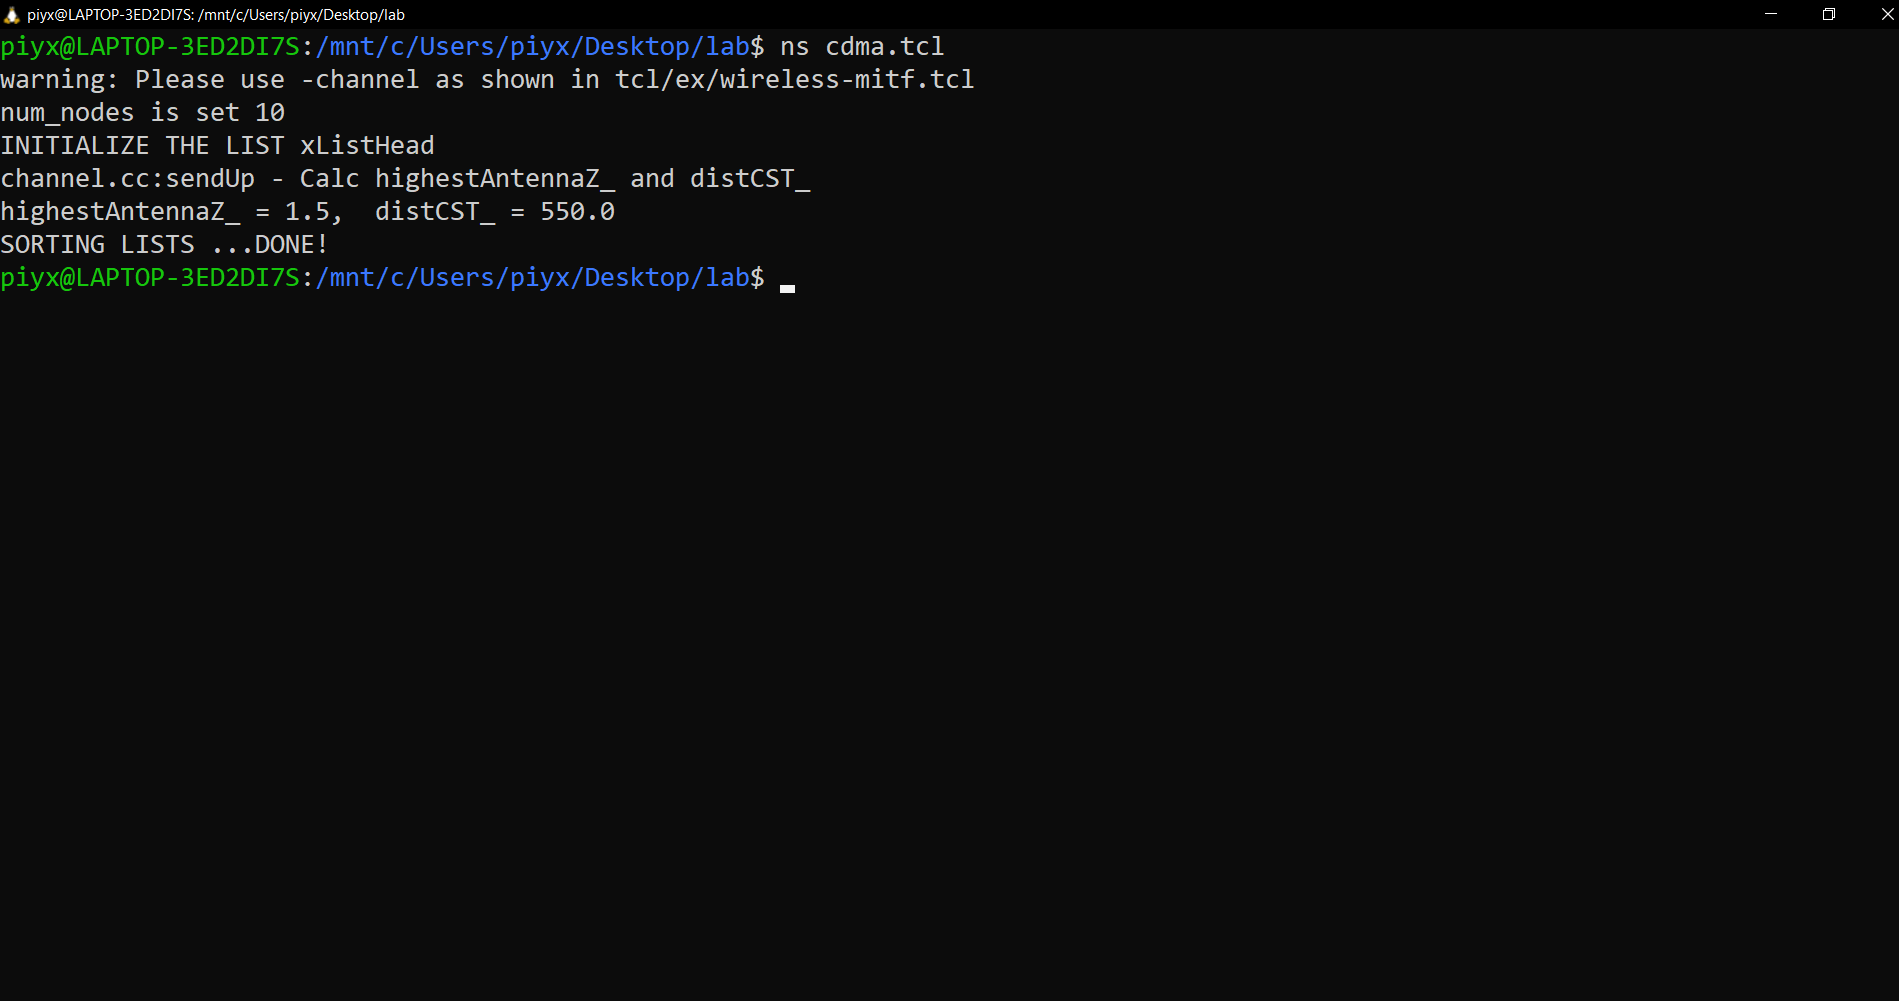 piyx@LAPTOP-3ED2DI7S: /mnt/c/Users/piyx/Desktop/lab
piyx@LAPTOP-3ED2DI7S:/mnt/c/Users/piyx/Desktop/lab$ ns cdma.tcl
warning: Please use -channel as shown in tcl/ex/wireless-mitf.tcl
num_nodes is set 10
INITIALIZE THE LIST xListHead
channel.cc:sendUp - Calc highestAntennaZ_ and distCST_
highestAntennaZ_ = 1.5,  distCST_ = 550.0
SORTING LISTS ...DONE!
piyx@LAPTOP-3ED2DI7S:/mnt/c/Users/piyx/Desktop/lab$